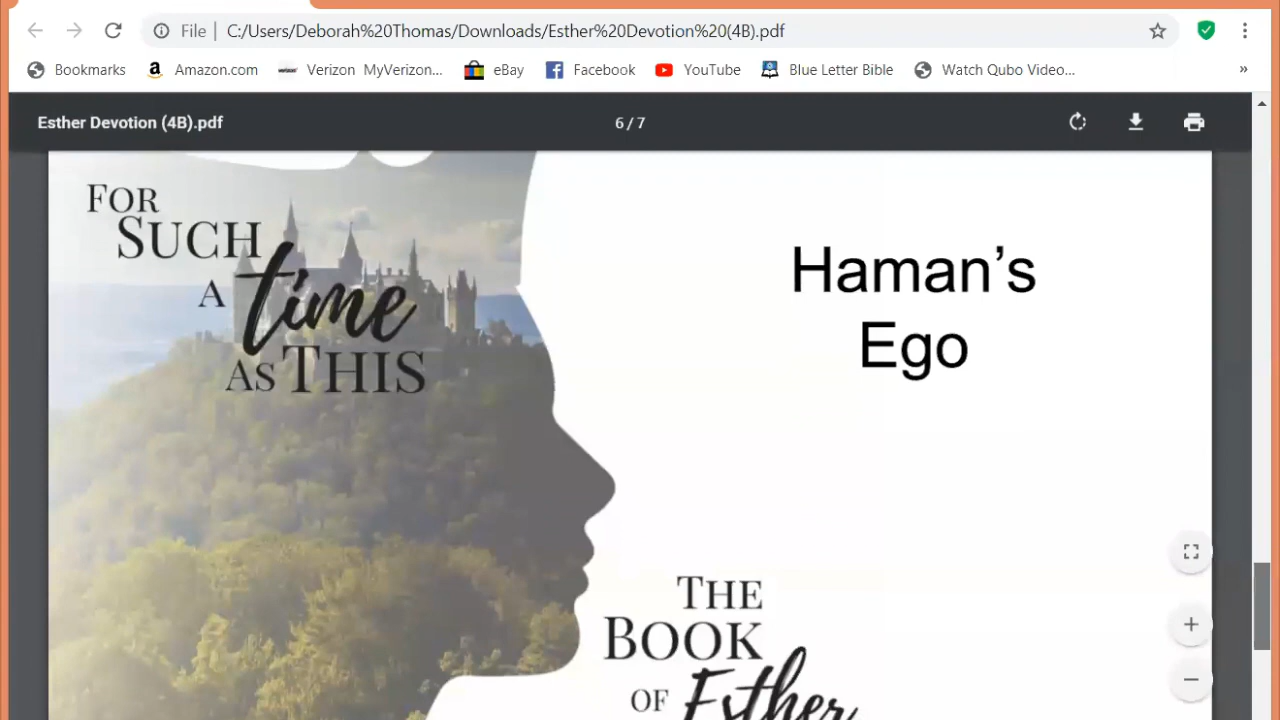 File | C:/Users/Deborah%20Thomas/Downloads/Esther%20Devotion%20(4B).pdf
Bookmarks Amazon.com verizon Verizon MyVerizon... eBay Facebook YouTube Blue Letter Bible Watch Qubo Video... »
Esther Devotion (4B).pdf 6 / 7
FOR
SUCH
A time
AS THIS
Haman's
Ego
THE
BOOK
OF Esther